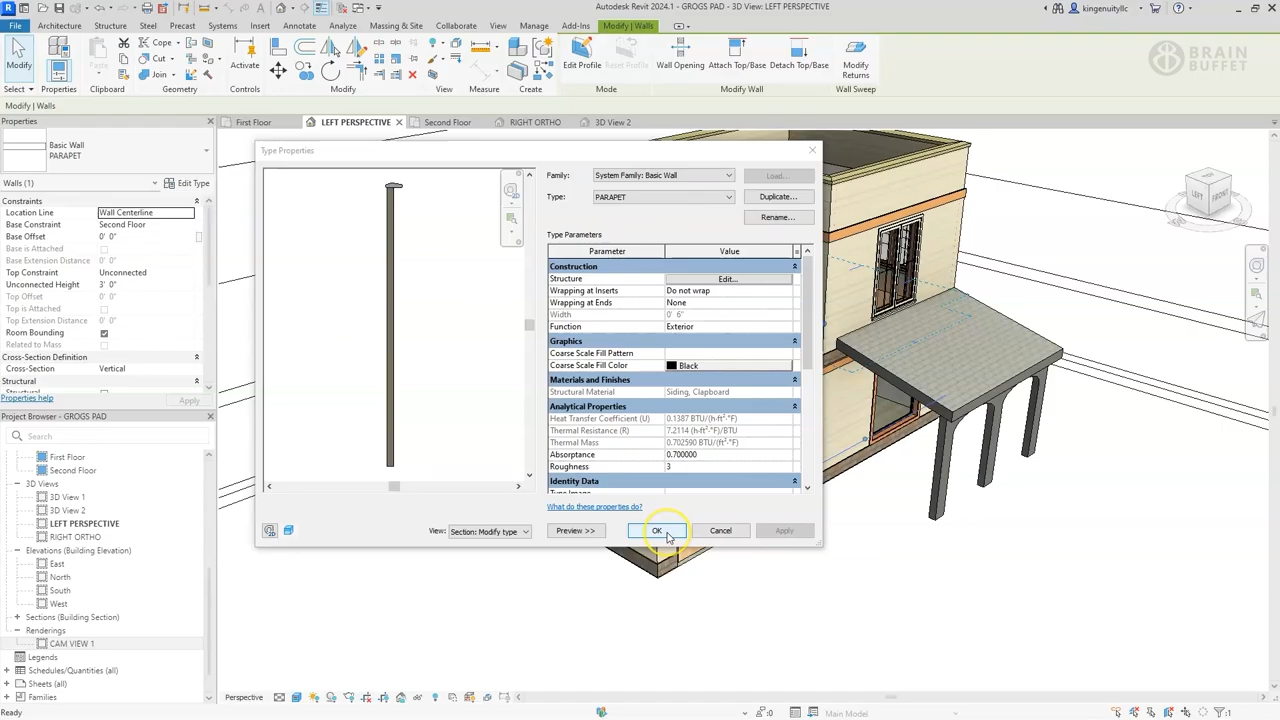 Autodesk Revit 2024.1 - GROGS PAD - 3D View: LEFT PERSPECTIVE
kingenuityllc
File
Architecture
Structure
Steel
Precast
Systems
Insert
Annotate
Analyze
Massing & Site
Collaborate
View
Manage
Add-Ins
Modify | Walls
Modify
Properties
Paste
Cope
Cut
Join
Activate
Edit Profile
Reset Profile
Wall Opening
Attach Top/Base
Detach Top/Base
Modify Returns
BRAIN BUFFET
Select
Properties
Clipboard
Geometry
Controls
Modify
View
Measure
Create
Mode
Modify Wall
Wall Sweep
Modify | Walls
Properties
First Floor
LEFT PERSPECTIVE
Second Floor
RIGHT ORTHO
3D View 2
Basic Wall
PARAPET
Walls (1)
Edit Type
Constraints
Location Line Wall Centerline
Base Constraint Second Floor
Base Offset 0' 0"
Base is Attached
Base Extension Distance 0' 0"
Top Constraint Unconnected
Unconnected Height 3' 0"
Top Offset 0' 0"
Top is Attached
Top Extension Distance 0' 0"
Room Bounding
Related to Mass
Cross-Section Definition
Cross-Section Vertical
Structural
Properties help
Apply
Project Browser - GROGS PAD
Search
First Floor
Second Floor
3D Views
3D View 1
3D View 2
LEFT PERSPECTIVE
RIGHT ORTHO
Elevations (Building Elevation)
East
North
South
West
Sections (Building Section)
Renderings
CAM VIEW 1
Legends
Schedules/Quantities (all)
Sheets (all)
Families
Type Properties
Family: System Family: Basic Wall Load...
Type: PARAPET Duplicate...
Rename...
Type Parameters
Parameter Value =
Construction
Structure Edit...
Wrapping at Inserts Do not wrap
Wrapping at Ends None
Width 0' 6"
Function Exterior
Graphics
Coarse Scale Fill Pattern
Coarse Scale Fill Color Black
Materials and Finishes
Structural Material Siding, Clapboard
Analytical Properties
Heat Transfer Coefficient (U) 0.1387 BTU/(h·ft²·°F)
Thermal Resistance (R) 7.2114 (h·ft²·°F)/BTU
Thermal Mass 0.702590 BTU/(ft²·°F)
Absorptance 0.700000
Roughness 3
Identity Data
What do these properties do?
View: Section: Modify type
Preview >>
OK
Cancel
Apply
Perspective
Ready
:0
Main Model
:1